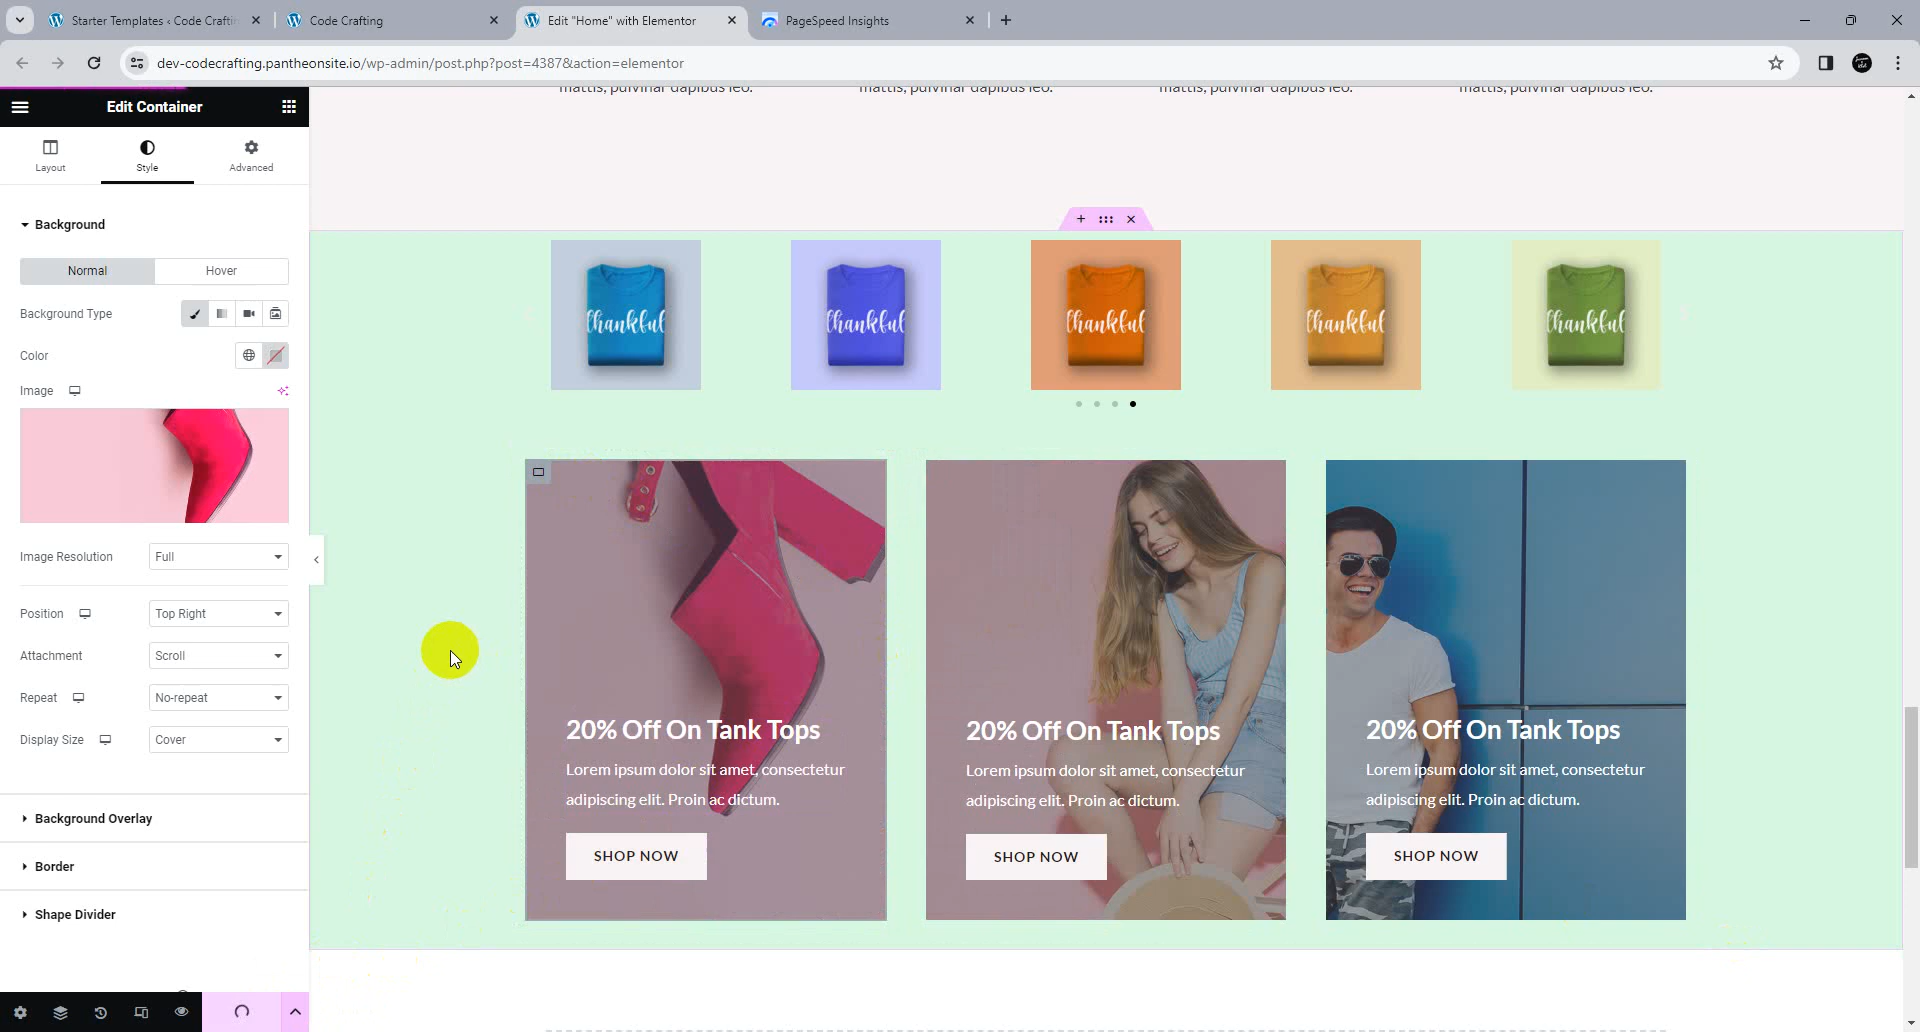 Starter Templates ‹ Code Crafti
Code Crafting
Edit "Home" with Elementor
PageSpeed Insights
dev-codecrafting.pantheonsite.io/wp-admin/post.php?post=4387&action=elementor
Edit Container
Layout
Style
Advanced
Background
Normal
Hover
Background Type
Color
Image
Image Resolution
Full
Position
Top Right
Attachment
Scroll
Repeat
No-repeat
Display Size
Cover
Background Overlay
Border
Shape Divider
mattis, pulvinar dapibus leo.
mattis, pulvinar dapibus leo.
mattis, pulvinar dapibus leo.
mattis, pulvinar dapibus leo.
thankful
thankful
thankful
thankful
thankful
20% Off On Tank Tops
Lorem ipsum dolor sit amet, consectetur
adipiscing elit. Proin ac dictum.
SHOP NOW
20% Off On Tank Tops
Lorem ipsum dolor sit amet, consectetur
adipiscing elit. Proin ac dictum.
SHOP NOW
20% Off On Tank Tops
Lorem ipsum dolor sit amet, consectetur
adipiscing elit. Proin ac dictum.
SHOP NOW